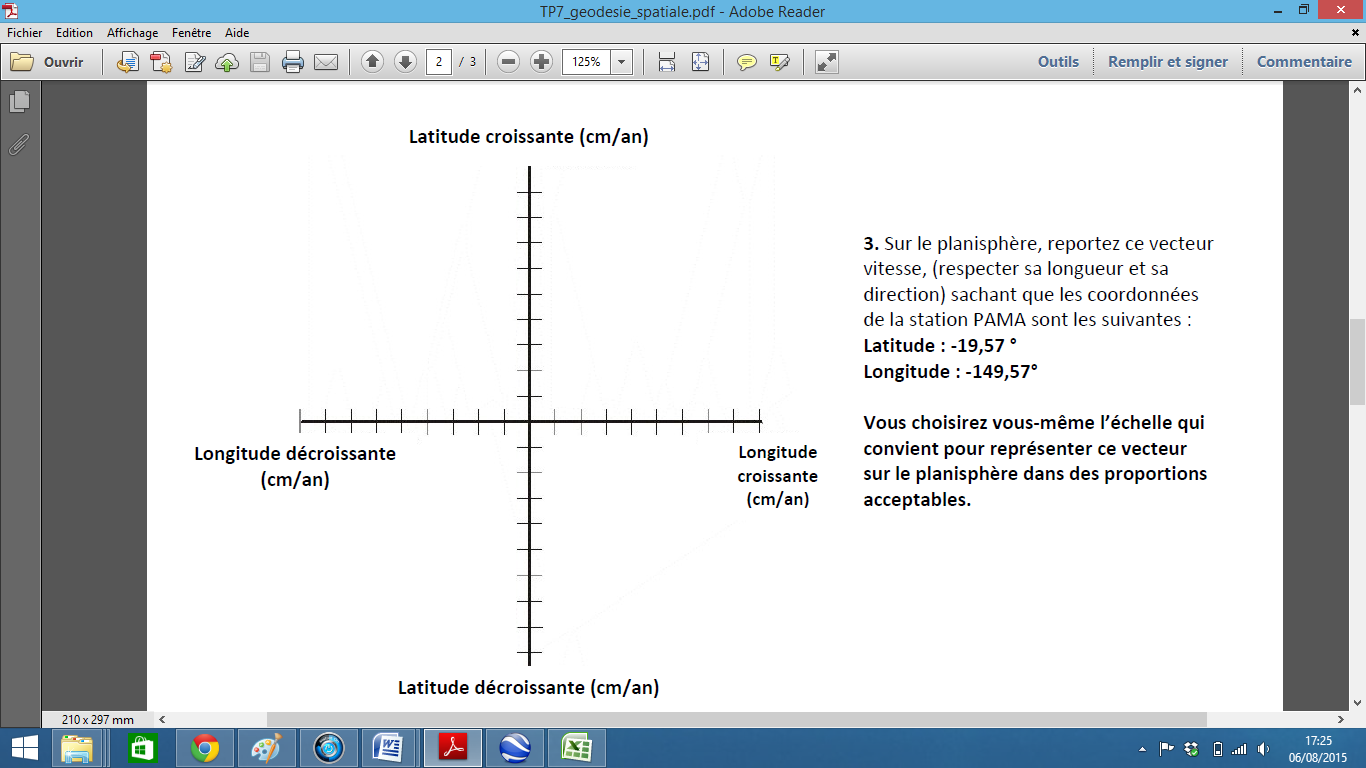 TP7_geodesie_spatiale.pdf - Adobe Reader
Fichier Edition Affichage Fenêtre Aide
Ouvrir 2 / 3 125% Outils Remplir et signer Commentaire
Latitude croissante (cm/an)
Longitude décroissante
(cm/an)
Longitude
croissante
(cm/an)
Latitude décroissante (cm/an)
3. Sur le planisphère, reportez ce vecteur
vitesse, (respecter sa longueur et sa
direction) sachant que les coordonnées
de la station PAMA sont les suivantes :
Latitude : -19,57 °
Longitude : -149,57°
Vous choisirez vous-même l’échelle qui
convient pour représenter ce vecteur
sur le planisphère dans des proportions
acceptables.
210 x 297 mm
17:25
06/08/2015